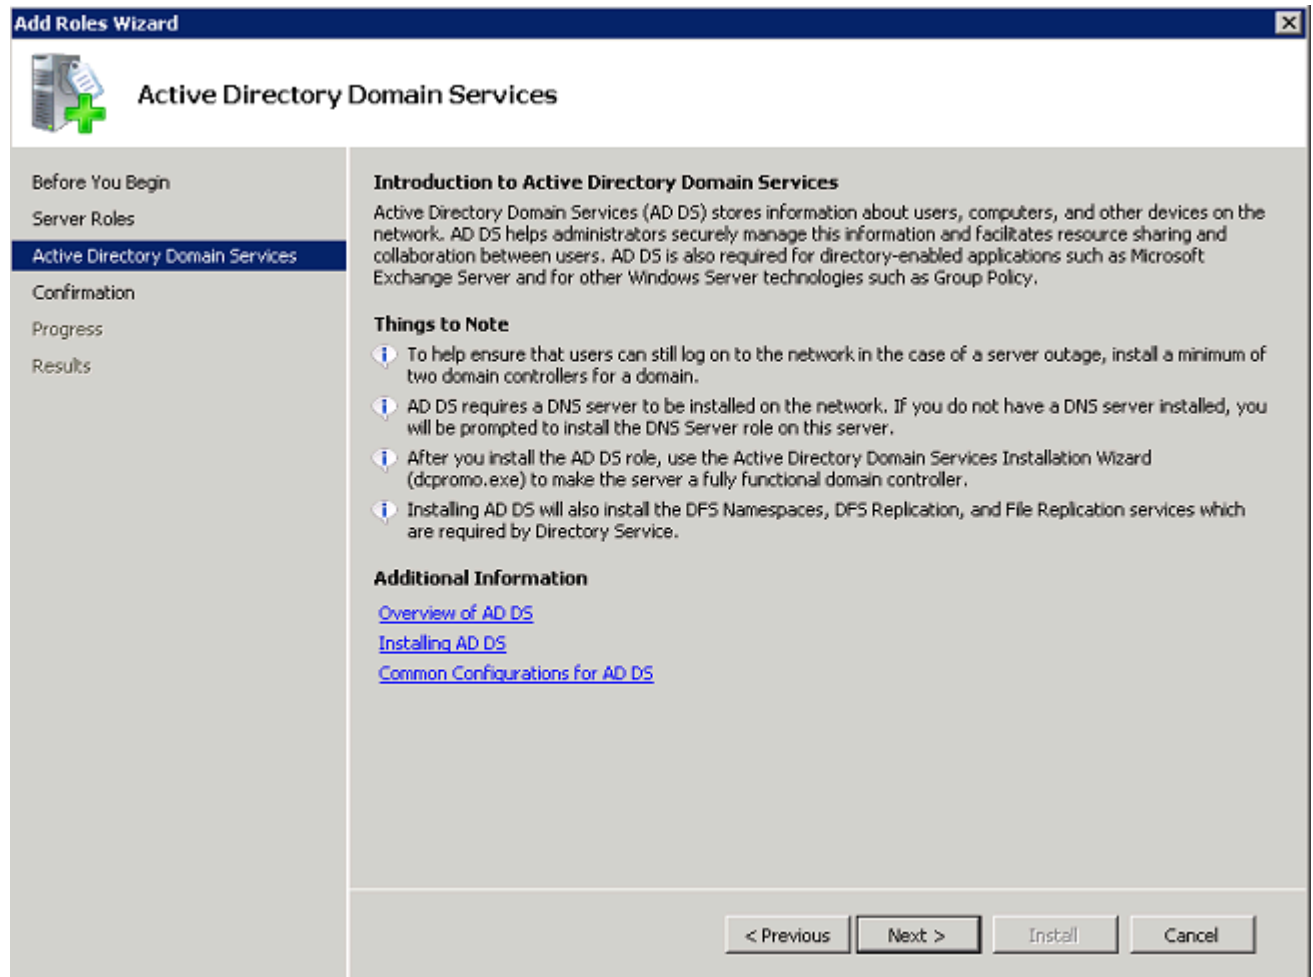 Add Roles Wizard
Active Directory Domain Services
Before You Begin
Server Roles
Active Directory Domain Services
Confirmation
Progress
Results
Introduction to Active Directory Domain Services
Active Directory Domain Services (AD DS) stores information about users, computers, and other devices on the
network. AD DS helps administrators securely manage this information and facilitates resource sharing and
collaboration between users. AD DS is also required for directory-enabled applications such as Microsoft
Exchange Server and for other Windows Server technologies such as Group Policy.
Things to Note
To help ensure that users can still log on to the network in the case of a server outage, install a minimum of
two domain controllers for a domain.
AD DS requires a DNS server to be installed on the network. If you do not have a DNS server installed, you
will be prompted to install the DNS Server role on this server.
After you install the AD DS role, use the Active Directory Domain Services Installation Wizard
(dcpromo.exe) to make the server a fully functional domain controller.
Installing AD DS will also install the DFS Namespaces, DFS Replication, and File Replication services which
are required by Directory Service.
Additional Information
Overview of AD DS
Installing AD DS
Common Configurations for AD DS
< Previous
Next >
Install
Cancel